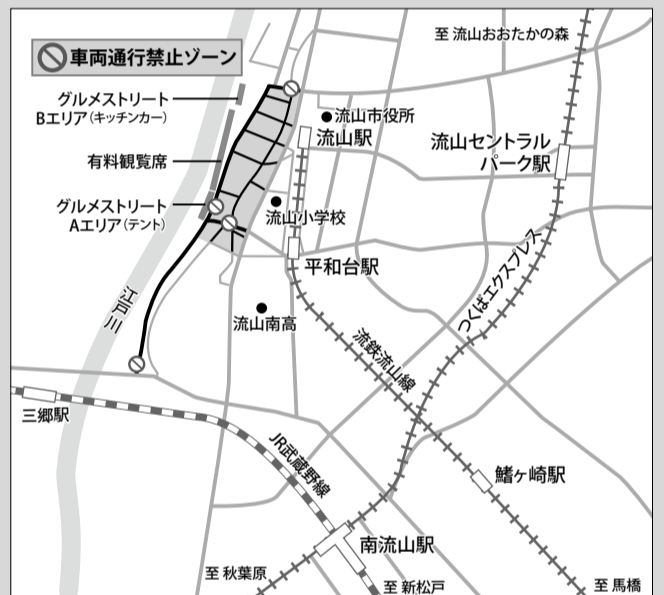 車両通行禁止ゾーン
至 流山おおたかの森
グルメストリート
Bエリア（キッチンカー）
流山市役所
流山駅
流山セントラル
パーク駅
有料観覧席
グルメストリート
Aエリア（テント）
流山小学校
平和台駅
つくばエクスプレス
江戸川
流山南高
流鉄流山線
三郷駅
JR武蔵野線
鰭ヶ崎駅
南流山駅
至 秋葉原
至 新松戸
至 馬橋